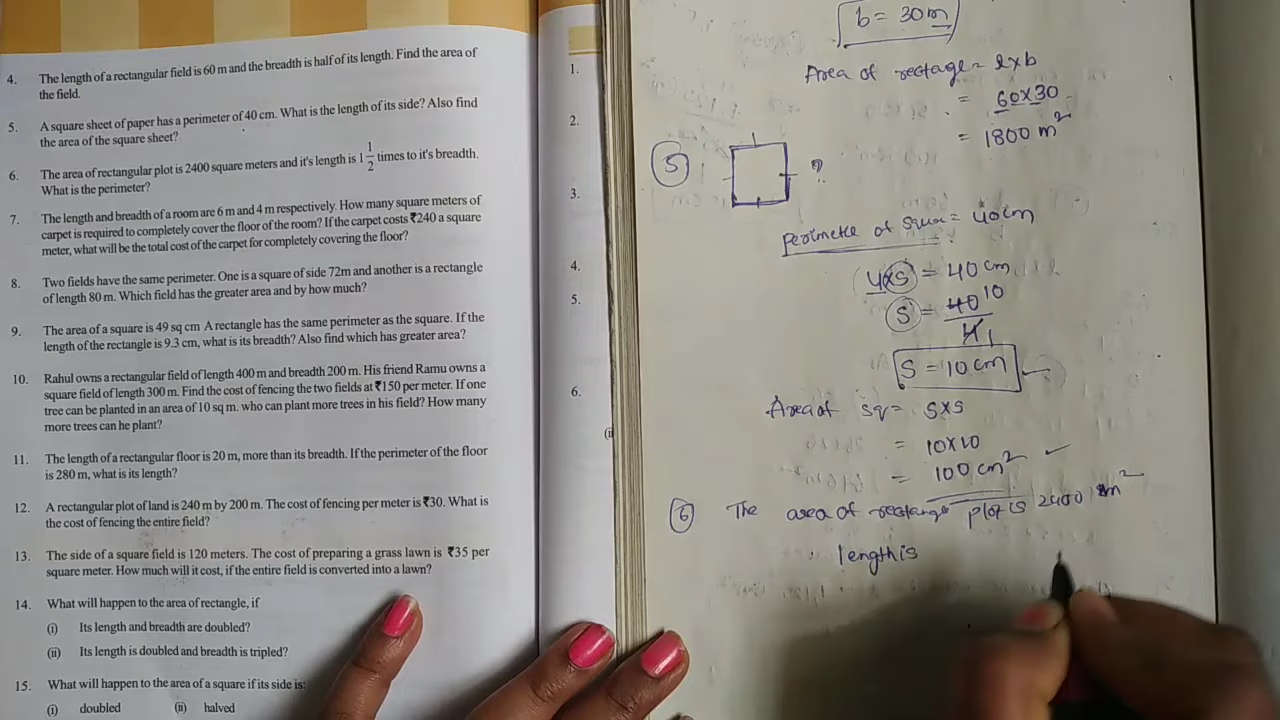 4. The length of a rectangular field is 60 m and the breadth is half of its length. Find the area of
the field.
5. A square sheet of paper has a perimeter of 40 cm. What is the length of its side? Also find
the area of the square sheet?
6. The area of rectangular plot is 2400 square meters and it's length is 1 1/2 times to it's breadth.
What is the perimeter?
7. The length and breadth of a room are 6 m and 4 m respectively. How many square meters of
carpet is required to completely cover the floor of the room? If the carpet costs ₹240 a square
meter, what will be the total cost of the carpet for completely covering the floor?
8. Two fields have the same perimeter. One is a square of side 72m and another is a rectangle
of length 80 m. Which field has the greater area and by how much?
9. The area of a square is 49 sq cm A rectangle has the same perimeter as the square. If the
length of the rectangle is 9.3 cm, what is its breadth? Also find which has greater area?
10. Rahul owns a rectangular field of length 400 m and breadth 200 m. His friend Ramu owns a
square field of length 300 m. Find the cost of fencing the two fields at ₹150 per meter. If one
tree can be planted in an area of 10 sq m. who can plant more trees in his field? How many
more trees can he plant?
11. The length of a rectangular floor is 20 m, more than its breadth. If the perimeter of the floor
is 280 m, what is its length?
12. A rectangular plot of land is 240 m by 200 m. The cost of fencing per meter is ₹30. What is
the cost of fencing the entire field?
13. The side of a square field is 120 meters. The cost of preparing a grass lawn is ₹35 per
square meter. How much will it cost, if the entire field is converted into a lawn?
14. What will happen to the area of rectangle, if
(i) Its length and breadth are doubled?
(ii) Its length is doubled and breadth is tripled?
15. What will happen to the area of a square if its side is:
(i) doubled (ii) halved
1.
2.
3.
4.
5.
6.
(ii
b = 30 m
Area of rectage = l x b
= 60 x 30
= 1800 m²
5 ?
Perimetre of squar = 40 cm
4 x s = 40 cm
s = 40 10
4 1
S = 10 cm
Area of sq = s x s
= 10 x 10
= 100 cm²
6 The area of rectange plot is 2400 m²
length is